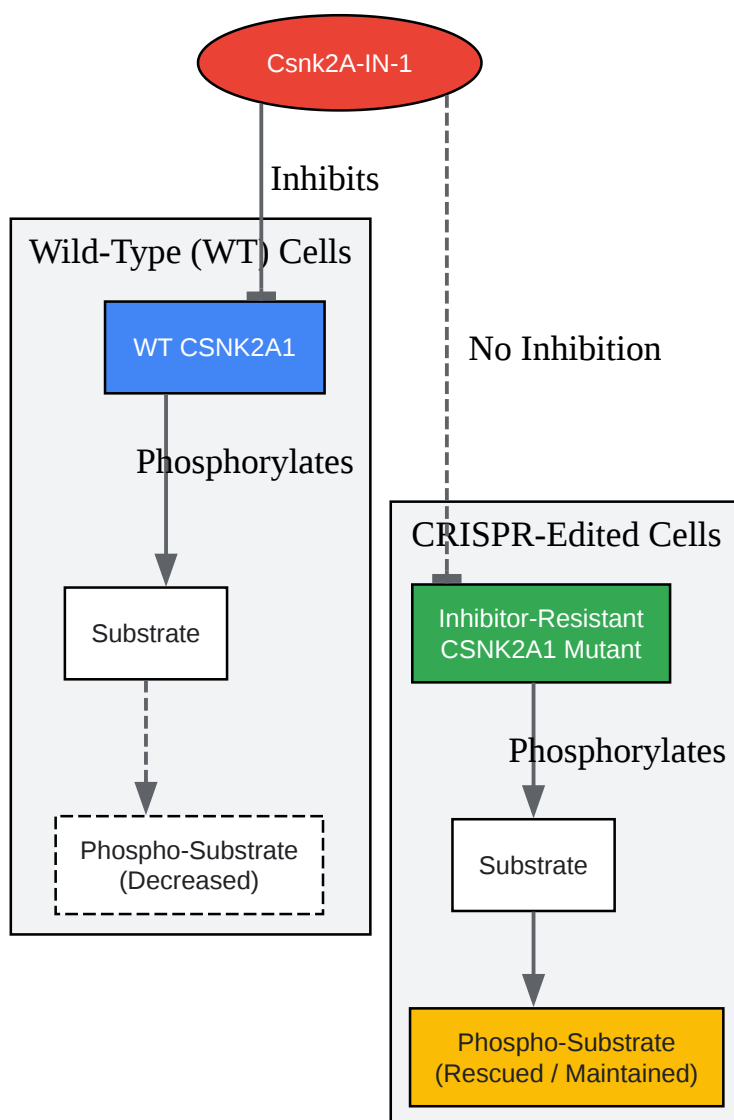 Csnk2A-IN-1
Inhibits
Wild-Type (WT) Cells
WT CSNK2A1
No Inhibition
Phosphorylates
CRISPR-Edited Cells
Substrate
Inhibitor-Resistant
CSNK2A1 Mutant
Phosphorylates
Phospho-Substrate
(Decreased)
Substrate
Phospho-Substrate
(Rescued / Maintained)